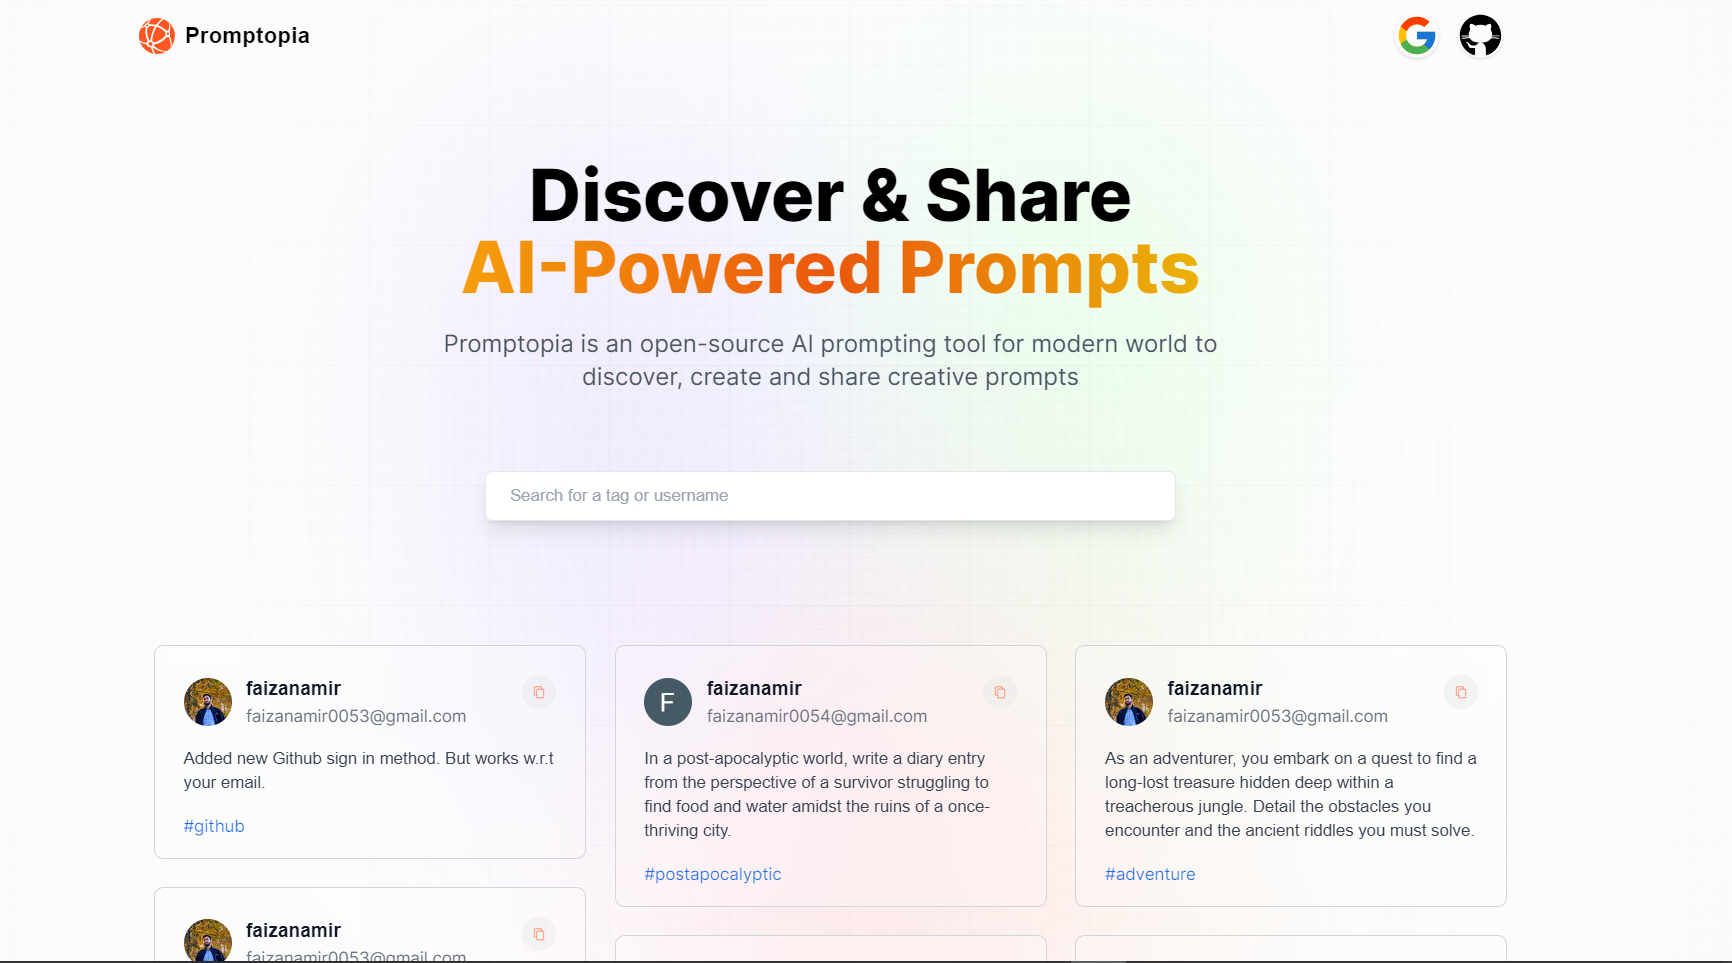 Promptopia
Discover & Share
AI-Powered Prompts
Promptopia is an open-source AI prompting tool for modern world to
discover, create and share creative prompts
Search for a tag or username
faizanamir
faizanamir0053@gmail.com
Added new Github sign in method. But works w.r.t
your email.
#github
F
faizanamir
faizanamir0054@gmail.com
In a post-apocalyptic world, write a diary entry
from the perspective of a survivor struggling to
find food and water amidst the ruins of a once-
thriving city.
#postapocalyptic
faizanamir
faizanamir0053@gmail.com
As an adventurer, you embark on a quest to find a
long-lost treasure hidden deep within a
treacherous jungle. Detail the obstacles you
encounter and the ancient riddles you must solve.
#adventure
faizanamir
faizanamir0053@gmail.com